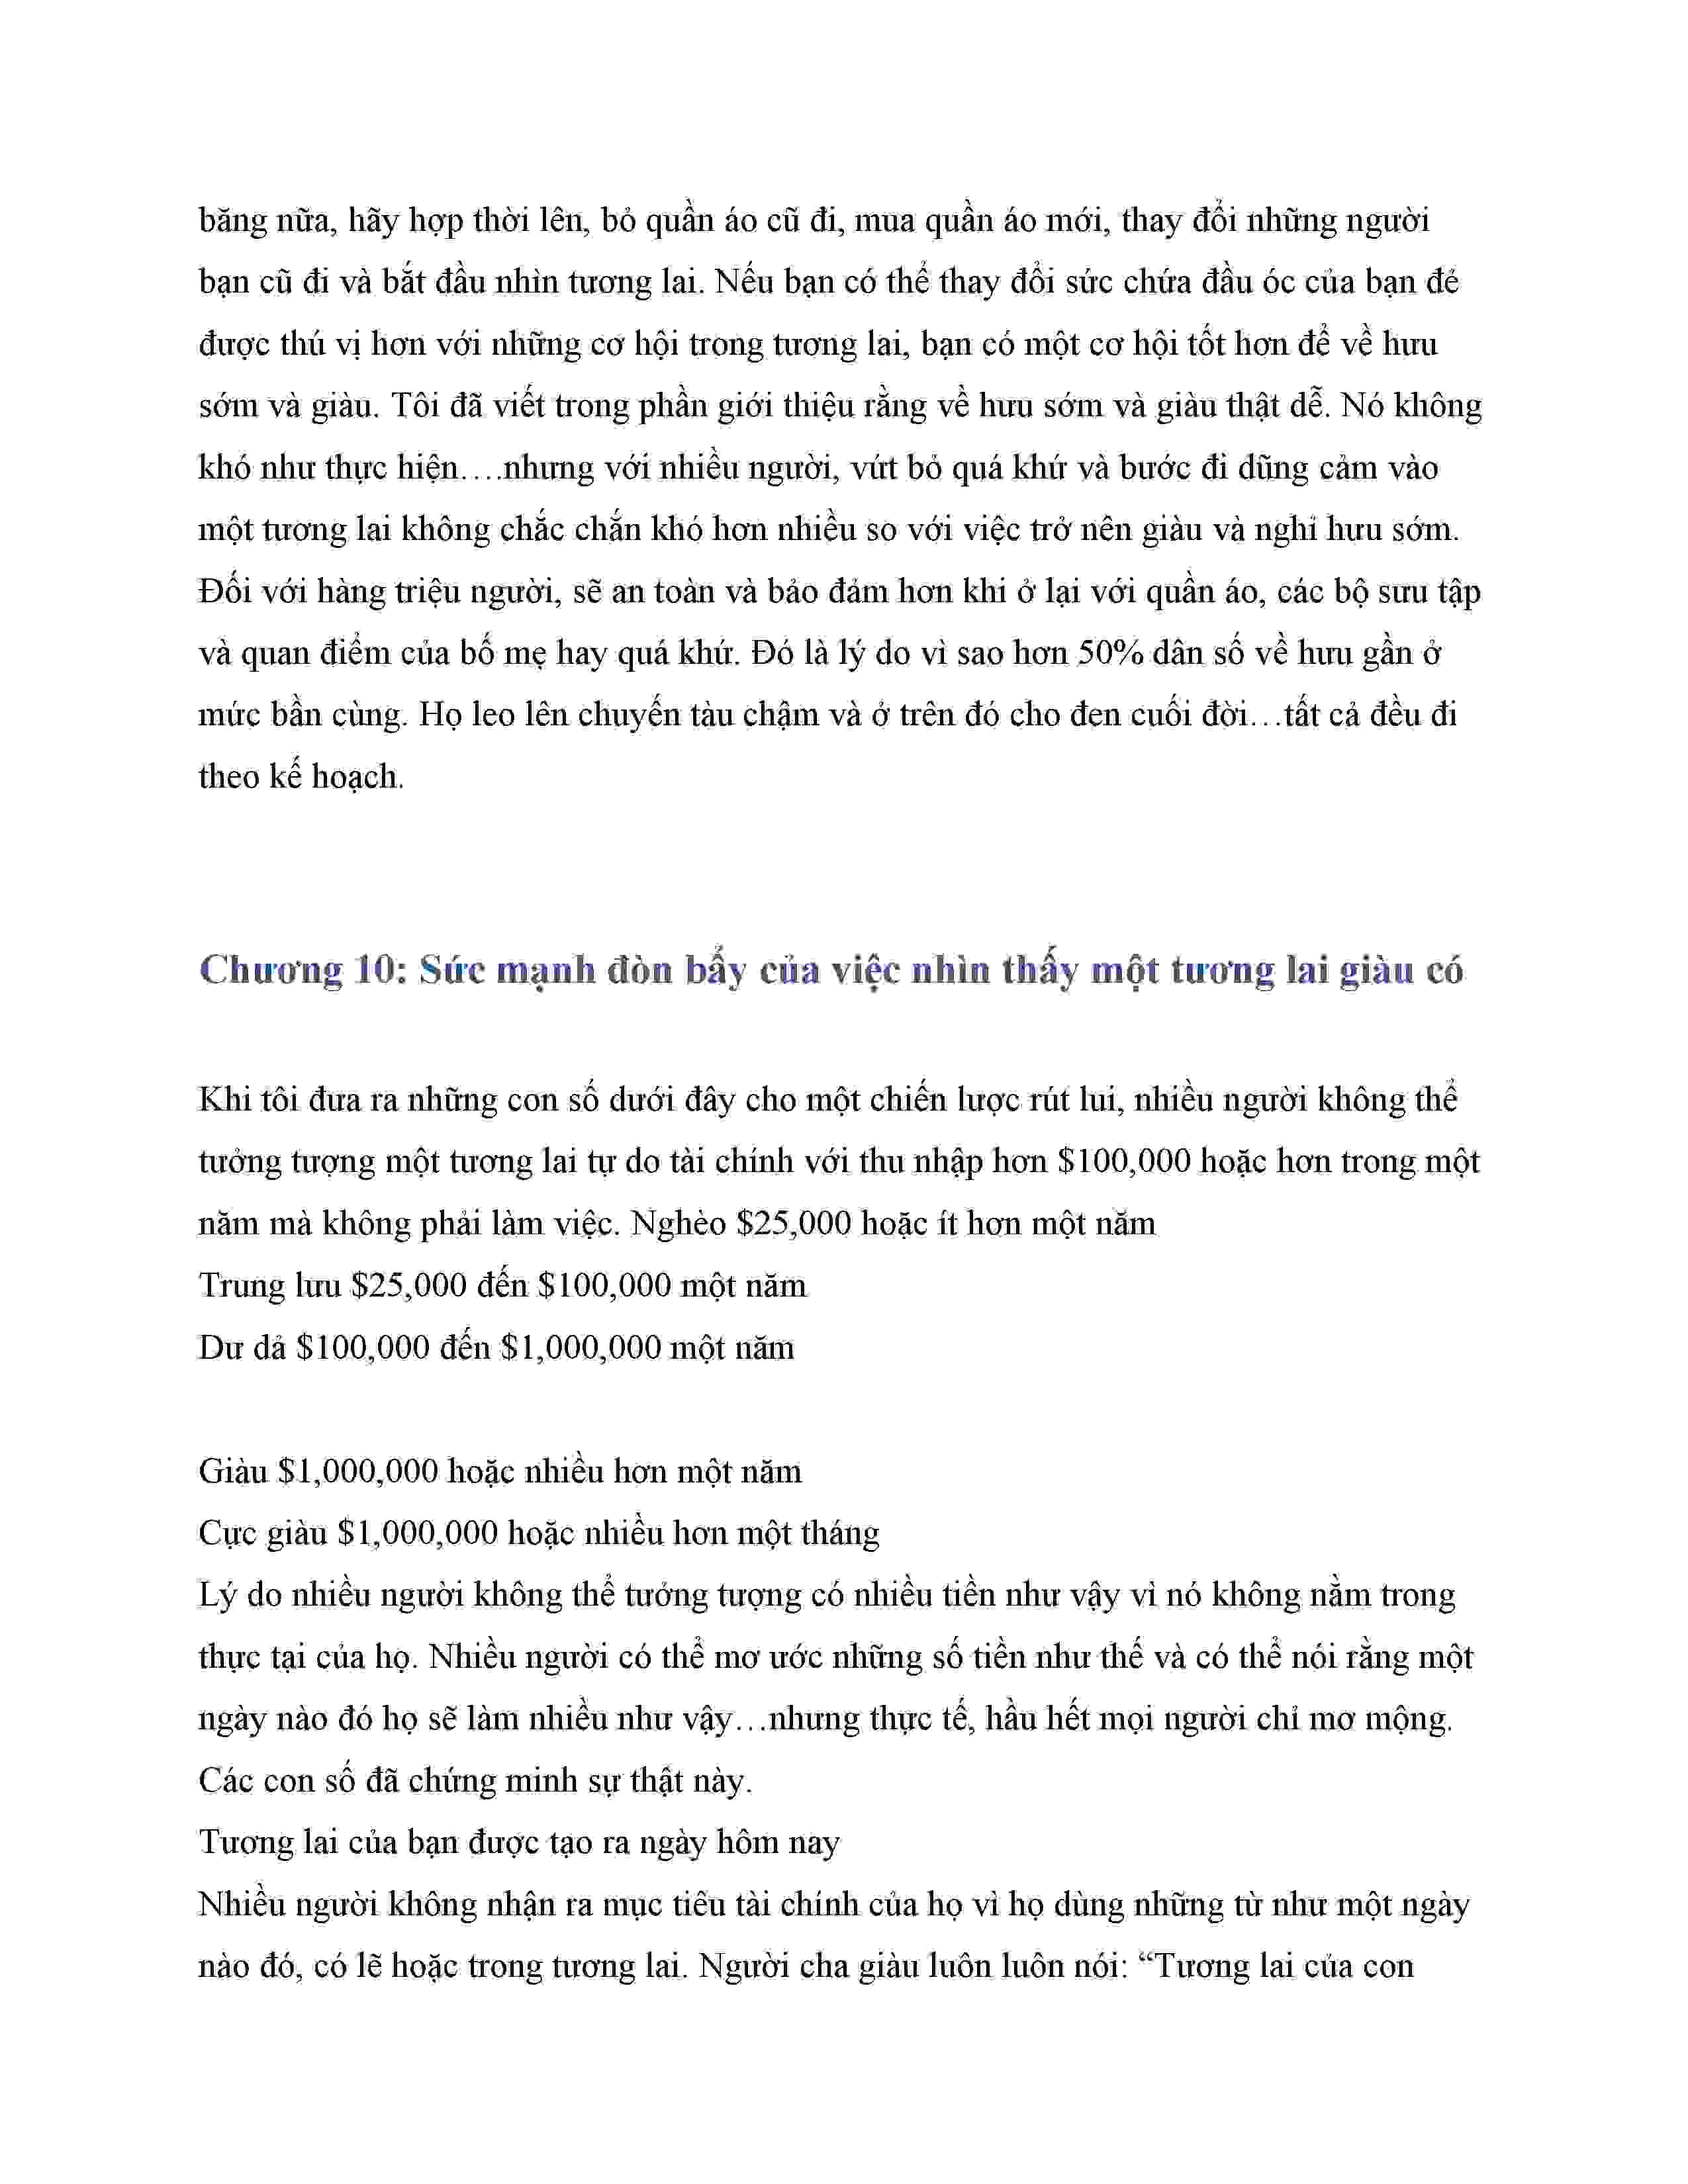 băng nữa, hãy hợp thời lên, bỏ quần áo cũ đi, mua quần áo mới, thay đổi những người
bạn cũ đi và bắt đầu nhìn tương lai. Nếu bạn có thể thay đổi sức chứa đầu óc của bạn đẻ
được thú vị hơn với những cơ hội trong tương lai, bạn có một cơ hội tốt hơn để về hưu
sớm và giàu. Tôi đã viết trong phần giới thiệu rằng về hưu sớm và giàu thật dễ. Nó không
khó như thực hiện….nhưng với nhiều người, vứt bỏ quá khứ và bước đi dũng cảm vào
một tương lai không chắc chắn khó hơn nhiều so với việc trở nên giàu và nghỉ hưu sớm.
Đối với hàng triệu người, sẽ an toàn và bảo đảm hơn khi ở lại với quần áo, các bộ sưu tập
và quan điểm của bố mẹ hay quá khứ. Đó là lý do vì sao hơn 50% dân số về hưu gần ở
mức bần cùng. Họ leo lên chuyến tàu chậm và ở trên đó cho đen cuối đời…tất cả đều đi
theo kế hoạch.
Chương 10: Sức mạnh đòn bẩy của việc nhìn thấy một tương lai giàu có
Khi tôi đưa ra những con số dưới đây cho một chiến lược rút lui, nhiều người không thể
tưởng tượng một tương lai tự do tài chính với thu nhập hơn $100,000 hoặc hơn trong một
năm mà không phải làm việc. Nghèo $25,000 hoặc ít hơn một năm
Trung lưu $25,000 đến $100,000 một năm
Dư dả $100,000 đến $1,000,000 một năm
Giàu $1,000,000 hoặc nhiều hơn một năm
Cực giàu $1,000,000 hoặc nhiều hơn một tháng
Lý do nhiều người không thể tưởng tượng có nhiều tiền như vậy vì nó không nằm trong
thực tại của họ. Nhiều người có thể mơ ước những số tiền như thế và có thể nói rằng một
ngày nào đó họ sẽ làm nhiều như vậy…nhưng thực tế, hầu hết mọi người chỉ mơ mộng.
Các con số đã chứng minh sự thật này.
Tương lai của bạn được tạo ra ngày hôm nay
Nhiều người không nhận ra mục tiêu tài chính của họ vì họ dùng những từ như một ngày
nào đó, có lẽ hoặc trong tương lai. Người cha giàu luôn luôn nói: “Tương lai của con